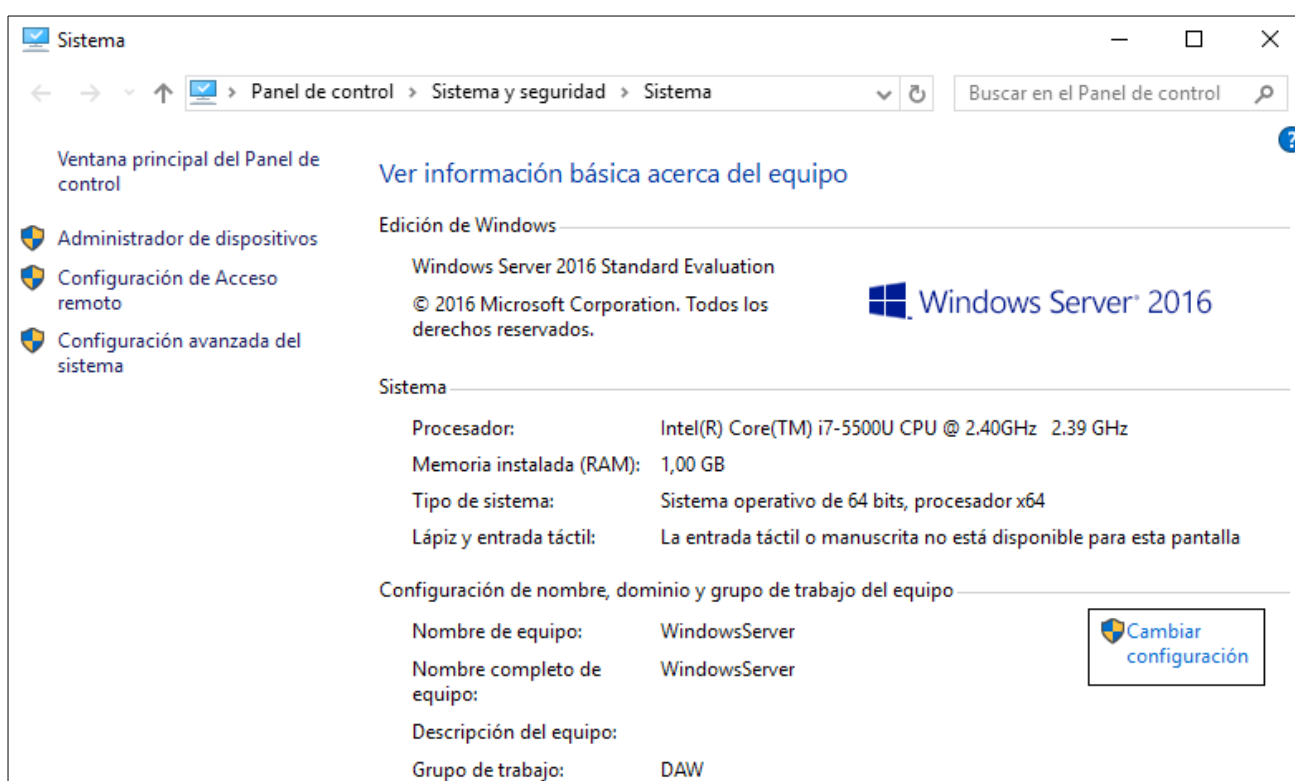 Sistema
Panel de control › Sistema y seguridad › Sistema
Buscar en el Panel de control
?
Ventana principal del Panel de
control
Administrador de dispositivos
Configuración de Acceso
remoto
Configuración avanzada del
sistema
Ver información básica acerca del equipo
Edición de Windows
Windows Server 2016 Standard Evaluation
© 2016 Microsoft Corporation. Todos los
derechos reservados.
Windows Server® 2016
Sistema
Procesador: Intel(R) Core(TM) i7-5500U CPU @ 2.40GHz 2.39 GHz
Memoria instalada (RAM): 1,00 GB
Tipo de sistema: Sistema operativo de 64 bits, procesador x64
Lápiz y entrada táctil: La entrada táctil o manuscrita no está disponible para esta pantalla
Configuración de nombre, dominio y grupo de trabajo del equipo
Nombre de equipo: WindowsServer
Cambiar
configuración
Nombre completo de WindowsServer
equipo:
Descripción del equipo:
Grupo de trabajo: DAW